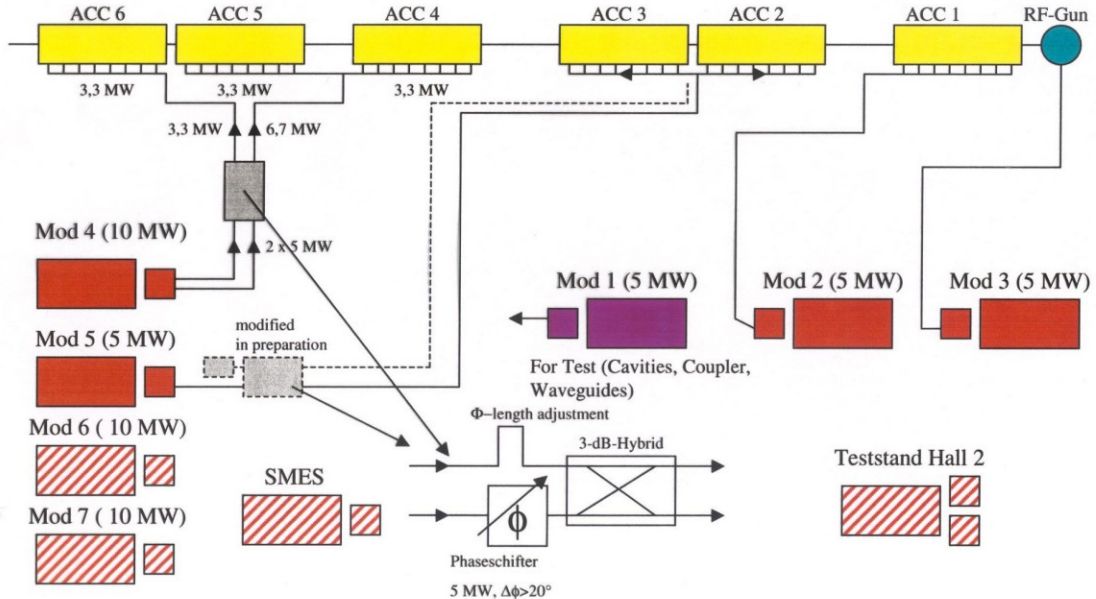 ACC 6
ACC 5
ACC 4
ACC 3
ACC 2
ACC 1
RF-Gun
3,3 MW
3,3 MW
3,3 MW
3,3 MW
6,7 MW
Mod 4 (10 MW)
2 x 5 MW
Mod 1 (5 MW)
Mod 2 (5 MW)
Mod 3 (5 MW)
modified
in preparation
Mod 5 (5 MW)
For Test (Cavities, Coupler,
Waveguides)
Φ–length adjustment
Mod 6 ( 10 MW)
3-dB-Hybrid
SMES
Teststand Hall 2
ϕ
Mod 7 ( 10 MW)
Phaseschifter
5 MW, Δϕ>20°